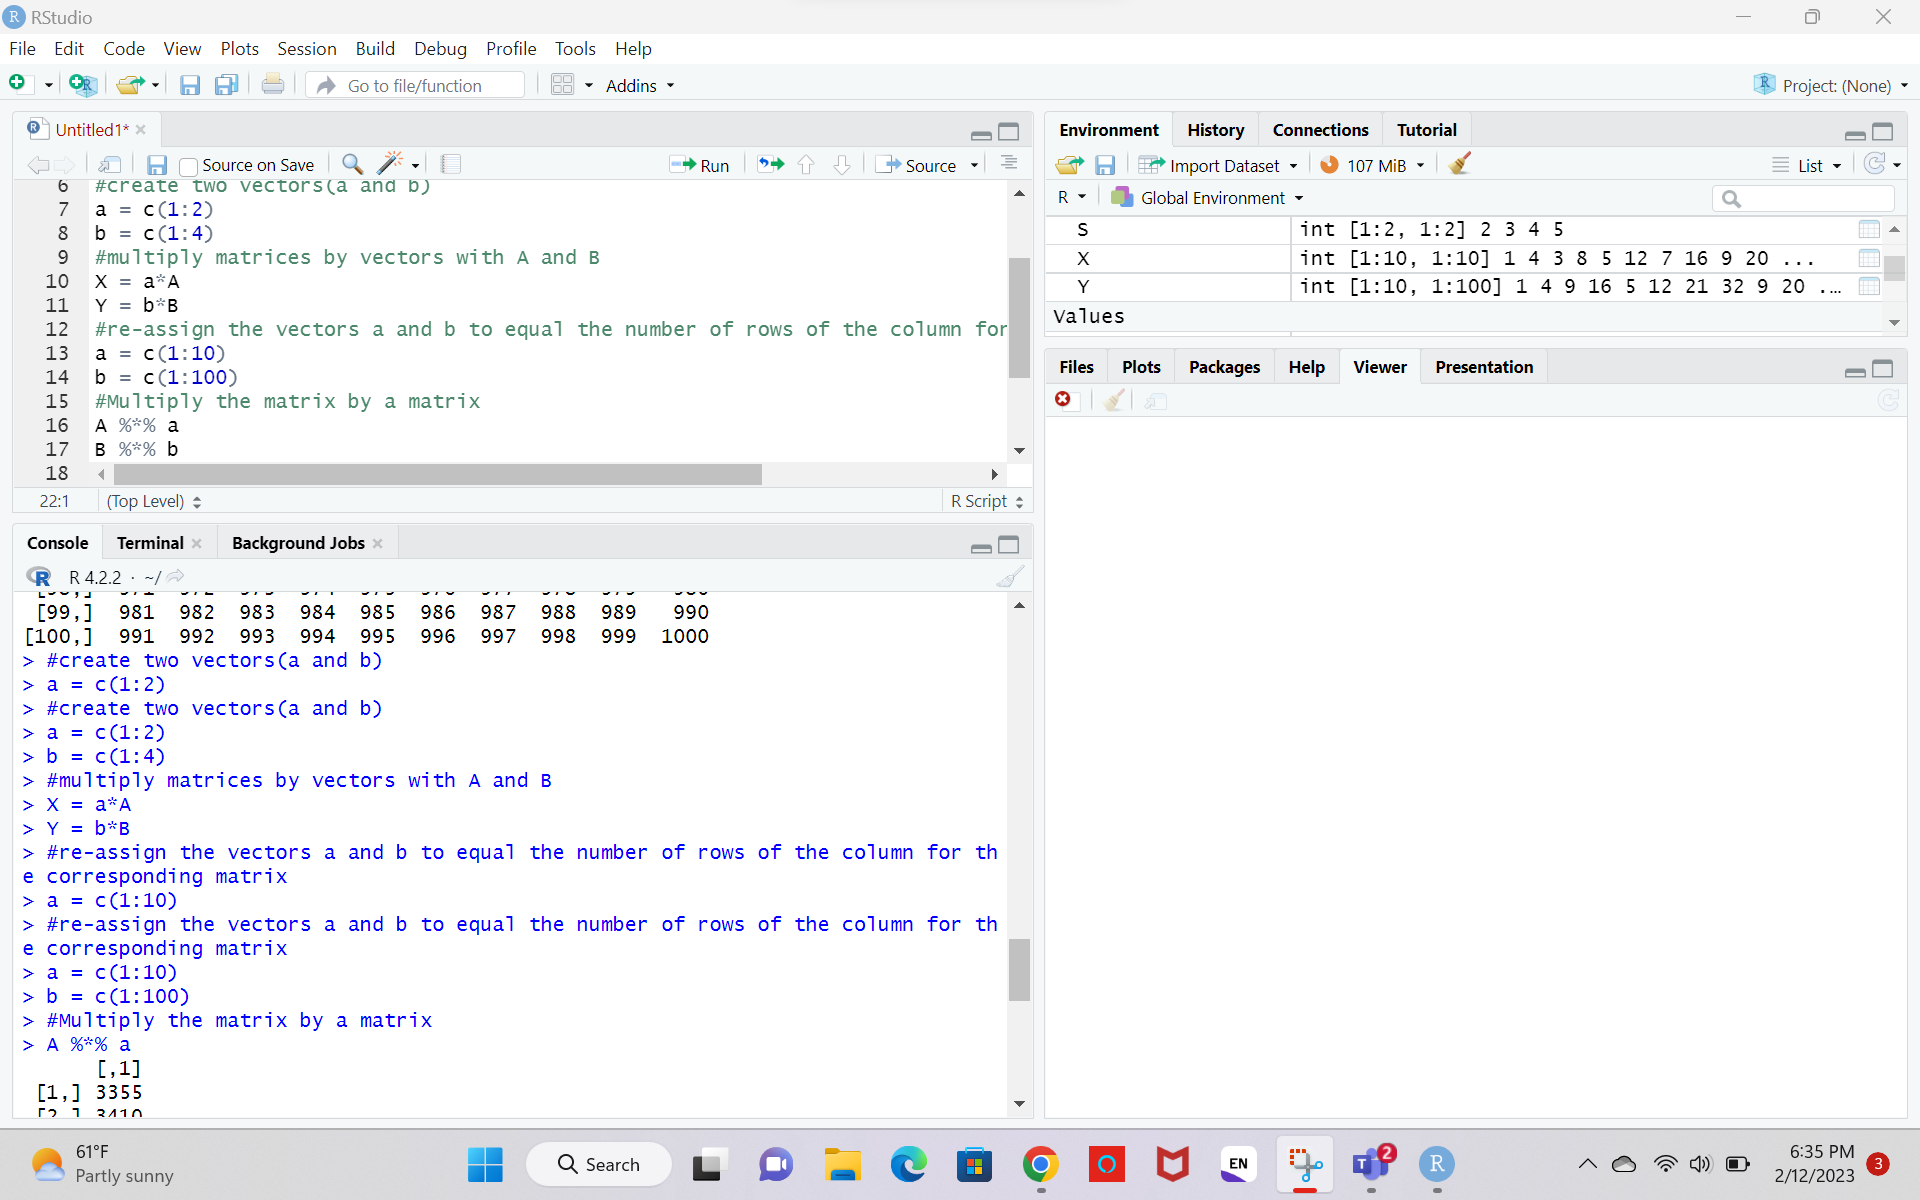 RStudio
File Edit Code View Plots Session Build Debug Profile Tools Help
Go to file/function Addins Project: (None)
Untitled1*
Source on Save Run Source
6 #create two vectors(a and b)
7 a = c(1:2)
8 b = c(1:4)
9 #multiply matrices by vectors with A and B
10 X = a*A
11 Y = b*B
12 #re-assign the vectors a and b to equal the number of rows of the column for
13 a = c(1:10)
14 b = c(1:100)
15 #Multiply the matrix by a matrix
16 A %*% a
17 B %*% b
18
22:1 (Top Level) R Script
Console Terminal Background Jobs
R 4.2.2 · ~/
[99,] 981 982 983 984 985 986 987 988 989 990
[100,] 991 992 993 994 995 996 997 998 999 1000
> #create two vectors(a and b)
> a = c(1:2)
> #create two vectors(a and b)
> a = c(1:2)
> b = c(1:4)
> #multiply matrices by vectors with A and B
> X = a*A
> Y = b*B
> #re-assign the vectors a and b to equal the number of rows of the column for th
e corresponding matrix
> a = c(1:10)
> #re-assign the vectors a and b to equal the number of rows of the column for th
e corresponding matrix
> a = c(1:10)
> b = c(1:100)
> #Multiply the matrix by a matrix
> A %*% a
[,1]
[1,] 3355
[2,] 3410
Environment History Connections Tutorial
Import Dataset 107 MiB List
R Global Environment
S int [1:2, 1:2] 2 3 4 5
X int [1:10, 1:10] 1 4 3 8 5 12 7 16 9 20 ...
Y int [1:10, 1:100] 1 4 9 16 5 12 21 32 9 20 ...
Values
Files Plots Packages Help Viewer Presentation
61°F
Partly sunny
Search
EN
2
6:35 PM
2/12/2023
3